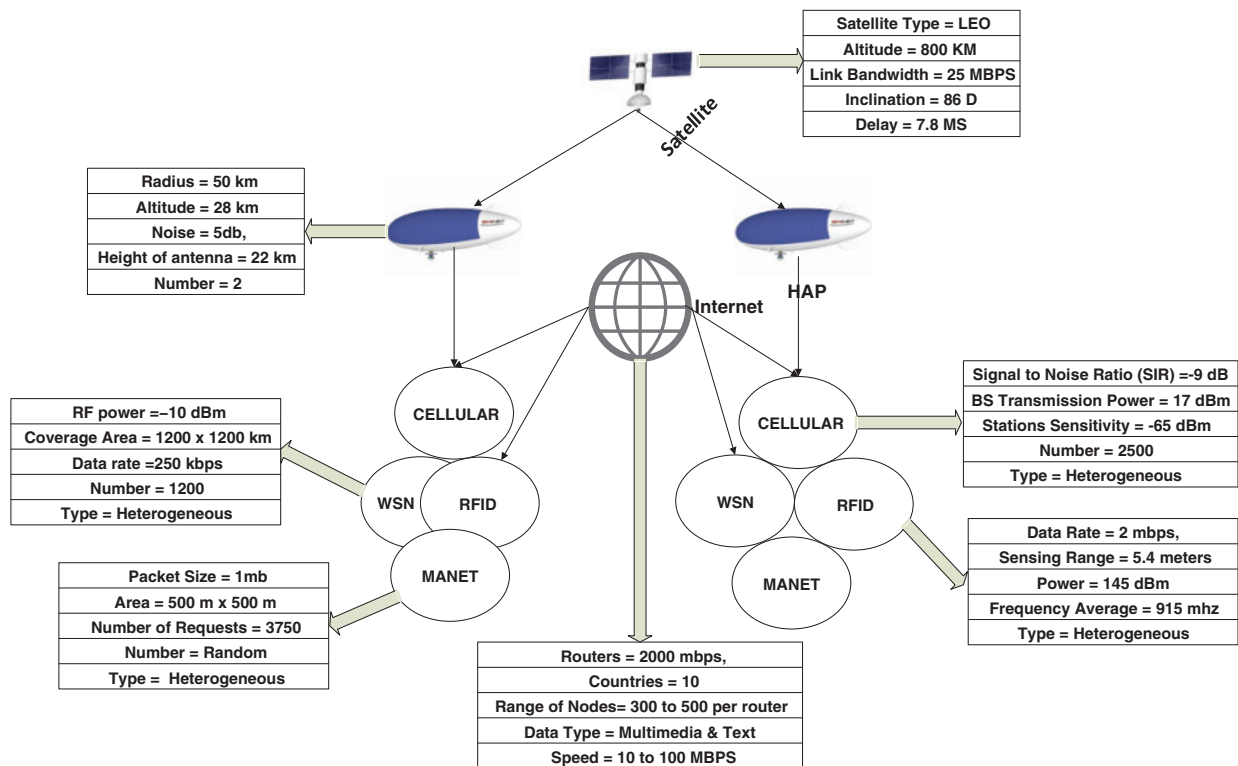 Satellite Type = LEO
Altitude = 800 KM
Link Bandwidth = 25 MBPS
Inclination = 86 D
Delay = 7.8 MS
Satellite
Radius = 50 km
Altitude = 28 km
Noise = 5db,
Height of antenna = 22 km
Number = 2
HAP
Internet
CELLULAR
WSN
RFID
MANET
CELLULAR
WSN
RFID
MANET
RF power =–10 dBm
Coverage Area = 1200 x 1200 km
Data rate =250 kbps
Number = 1200
Type = Heterogeneous
Signal to Noise Ratio (SIR) =-9 dB
BS Transmission Power = 17 dBm
Stations Sensitivity = -65 dBm
Number = 2500
Type = Heterogeneous
Packet Size = 1mb
Area = 500 m x 500 m
Number of Requests = 3750
Number = Random
Type = Heterogeneous
Data Rate = 2 mbps,
Sensing Range = 5.4 meters
Power = 145 dBm
Frequency Average = 915 mhz
Type = Heterogeneous
Routers = 2000 mbps,
Countries = 10
Range of Nodes= 300 to 500 per router
Data Type = Multimedia & Text
Speed = 10 to 100 MBPS